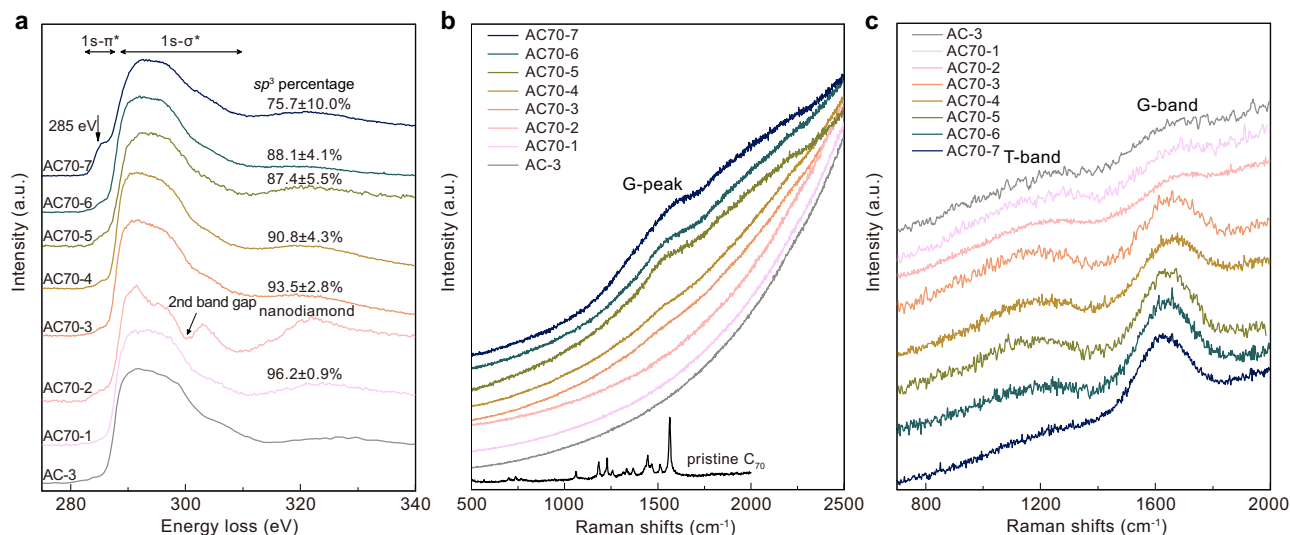 a
1s-π*
1s-σ*
sp³ percentage
75.7±10.0%
285 eV
AC70-7
88.1±4.1%
87.4±5.5%
AC70-6
AC70-5
90.8±4.3%
AC70-4
93.5±2.8%
2nd band gap
nanodiamond
AC70-3
96.2±0.9%
AC70-2
AC70-1
AC-3
280
300
320
340
Energy loss (eV)
Intensity (a.u.)
b
AC70-7
AC70-6
AC70-5
AC70-4
AC70-3
AC70-2
AC70-1
AC-3
G-peak
pristine C₇₀
500
1000
1500
2000
2500
Raman shifts (cm⁻¹)
Intensity (a.u.)
c
AC-3
AC70-1
AC70-2
AC70-3
AC70-4
AC70-5
AC70-6
AC70-7
G-band
T-band
800
1200
1600
2000
Raman shifts (cm⁻¹)
Intensity (a.u.)